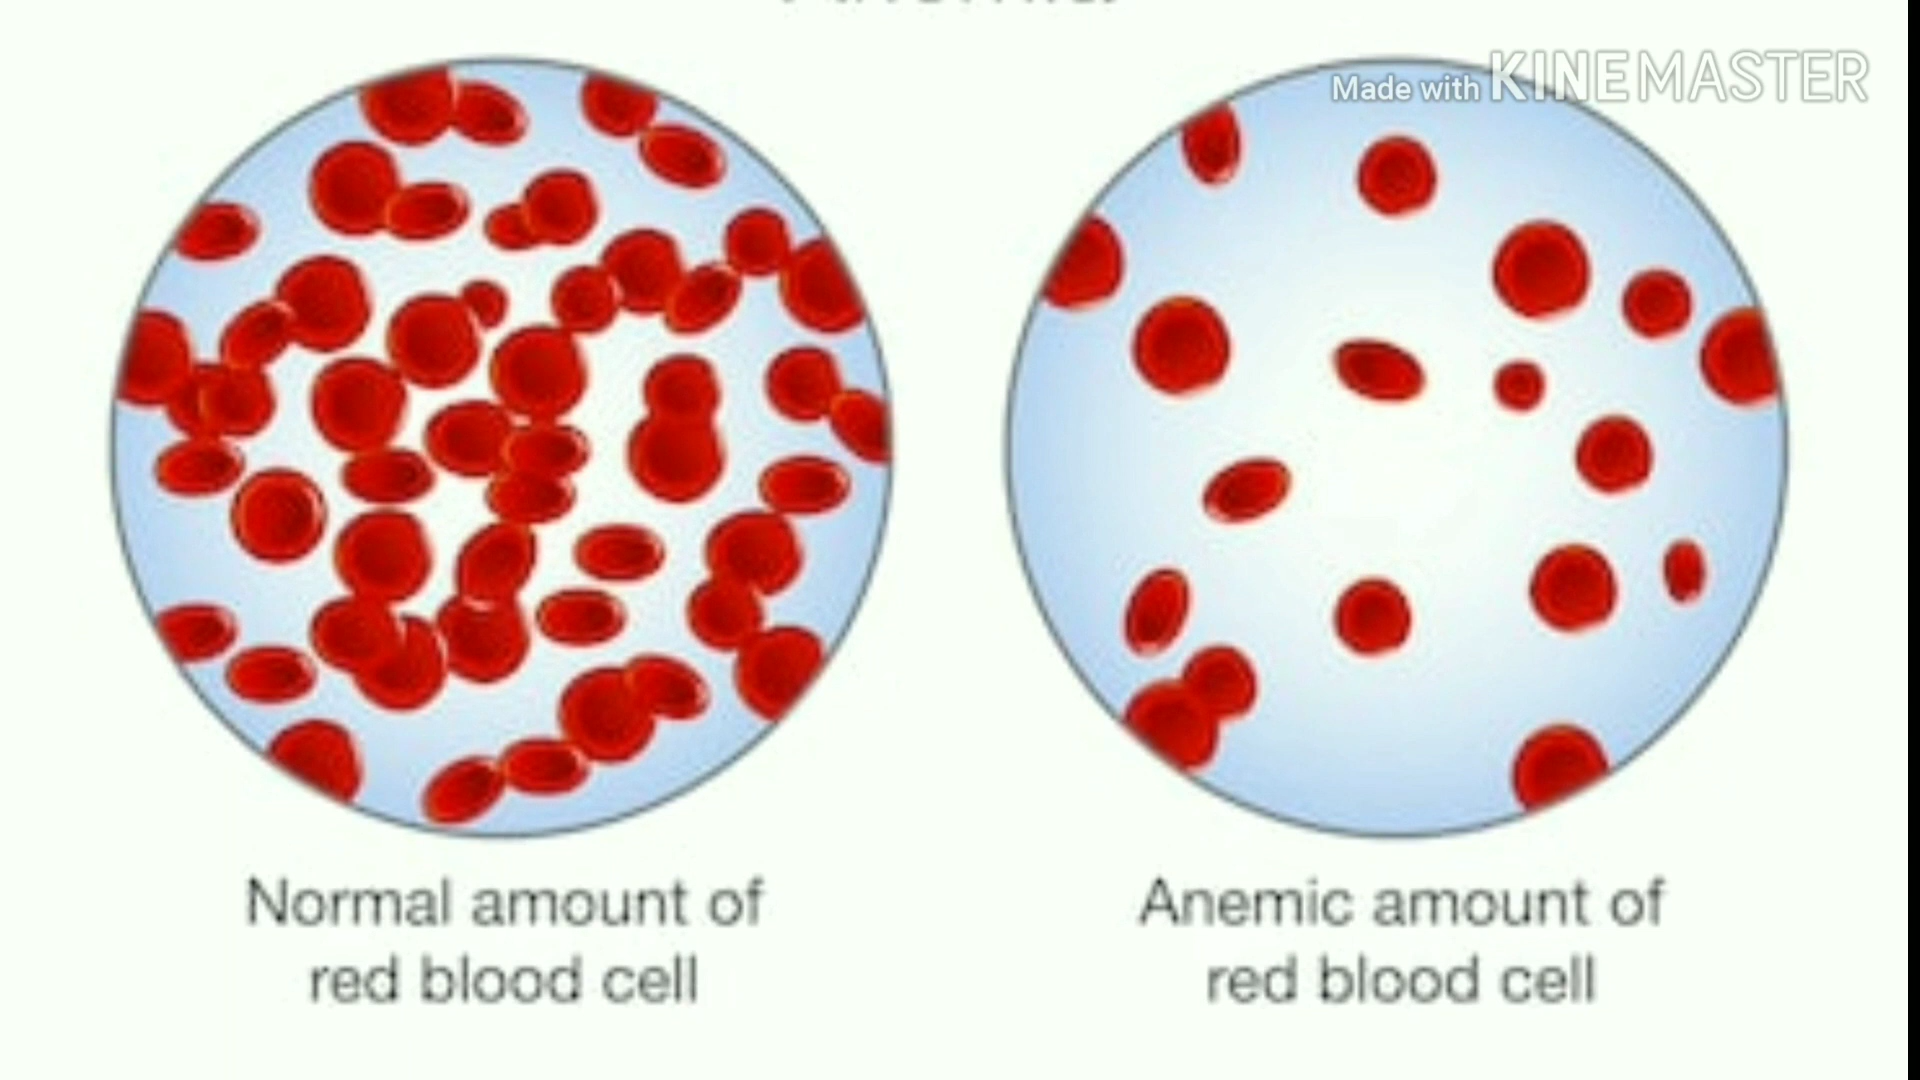 Made with KINEMASTER
Normal amount of
red blood cell
Anemic amount of
red blood cell